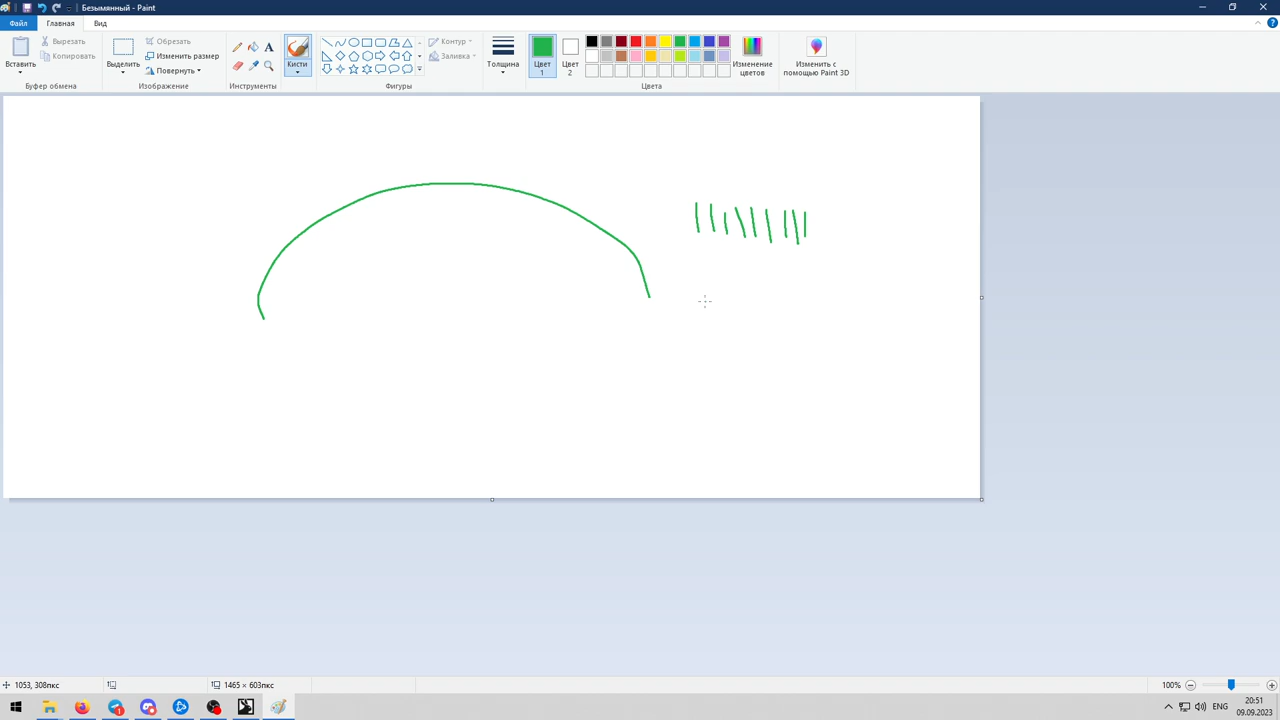 Безымянный - Paint
Файл Главная Вид
Вставить
Вырезать
Копировать
Буфер обмена
Выделить
Обрезать
Изменить размер
Повернуть
Изображение
A
Инструменты
Кисти
Контур
Заливка
Фигуры
Толщина
Цвет 1
Цвет 2
Изменение цветов
Цвета
Изменить с помощью Paint 3D
1053, 308пкс
1465 × 603пкс
100%
ENG
20:51
09.09.2023